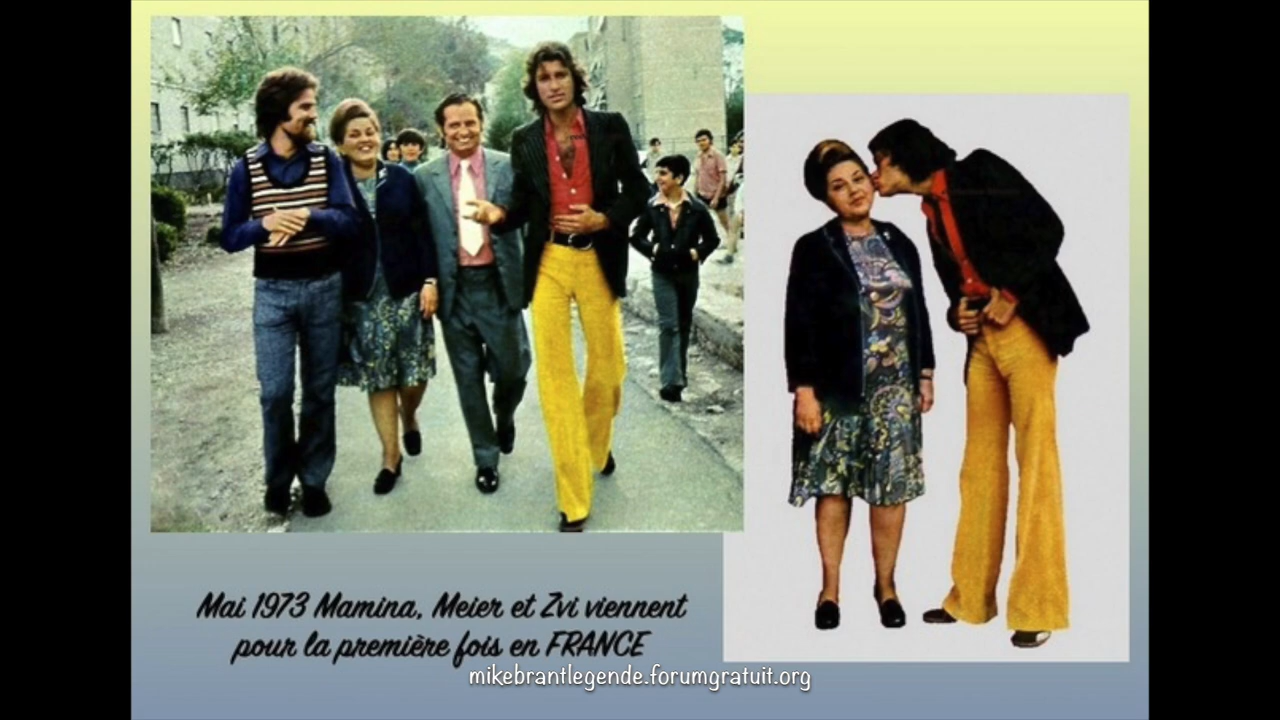 Mai 1973 Mamina, Meier et Zvi viennent
pour la première fois en FRANCE
mikebrantlegende.forumgratuit.org